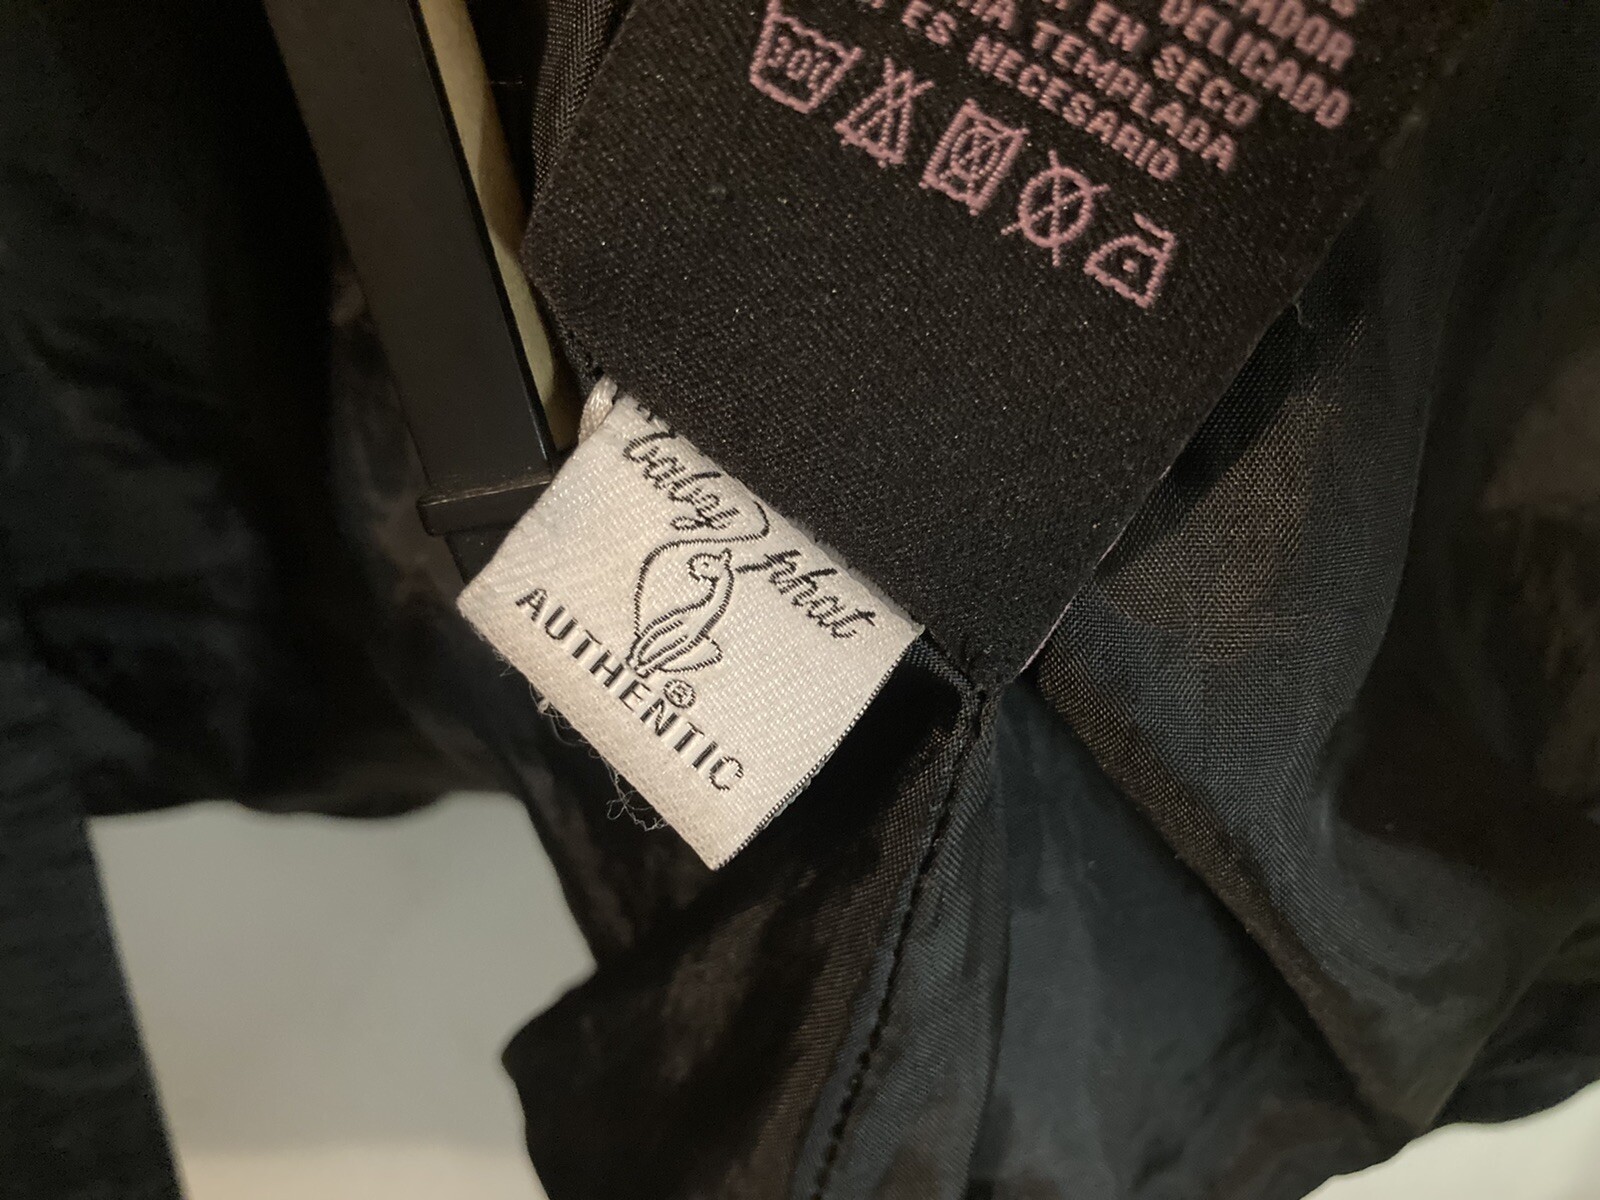 ADOR
DELICADO
EN SECO
TEMPLADA
ES NECESARIO
30°
baby phat
®
AUTHENTIC